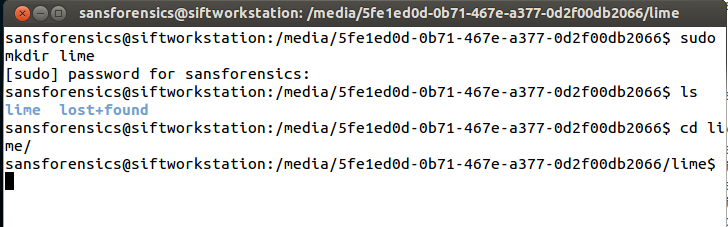 sansforensics@siftworkstation: /media/5fe1ed0d-0b71-467e-a377-0d2f00db2066/lime
sansforensics@siftworkstation:/media/5fe1ed0d-0b71-467e-a377-0d2f00db2066$ sudo
mkdir lime
[sudo] password for sansforensics:
sansforensics@siftworkstation:/media/5fe1ed0d-0b71-467e-a377-0d2f00db2066$ ls
lime  lost+found
sansforensics@siftworkstation:/media/5fe1ed0d-0b71-467e-a377-0d2f00db2066$ cd li
me/
sansforensics@siftworkstation:/media/5fe1ed0d-0b71-467e-a377-0d2f00db2066/lime$